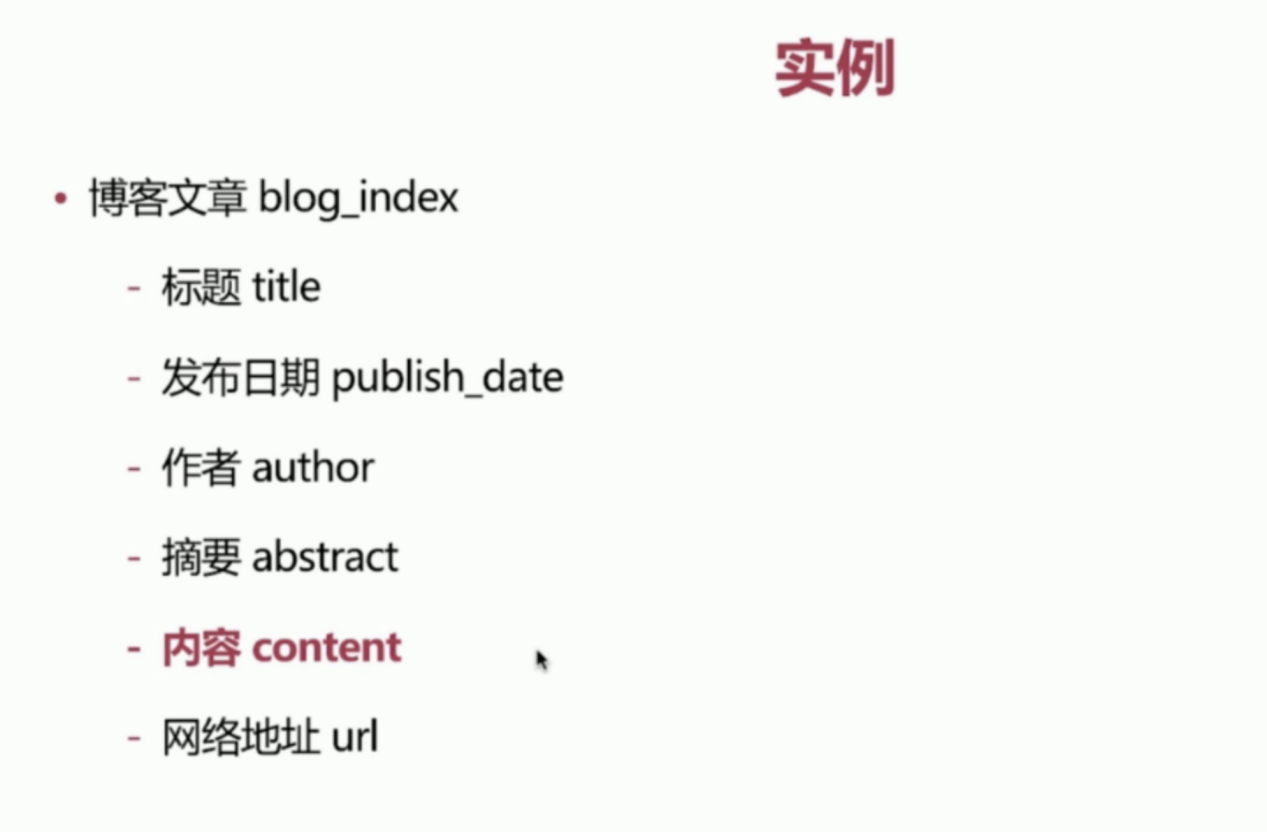 实例
• 博客文章 blog_index
- 标题 title
- 发布日期 publish_date
- 作者 author
- 摘要 abstract
- 内容 content
- 网络地址 url